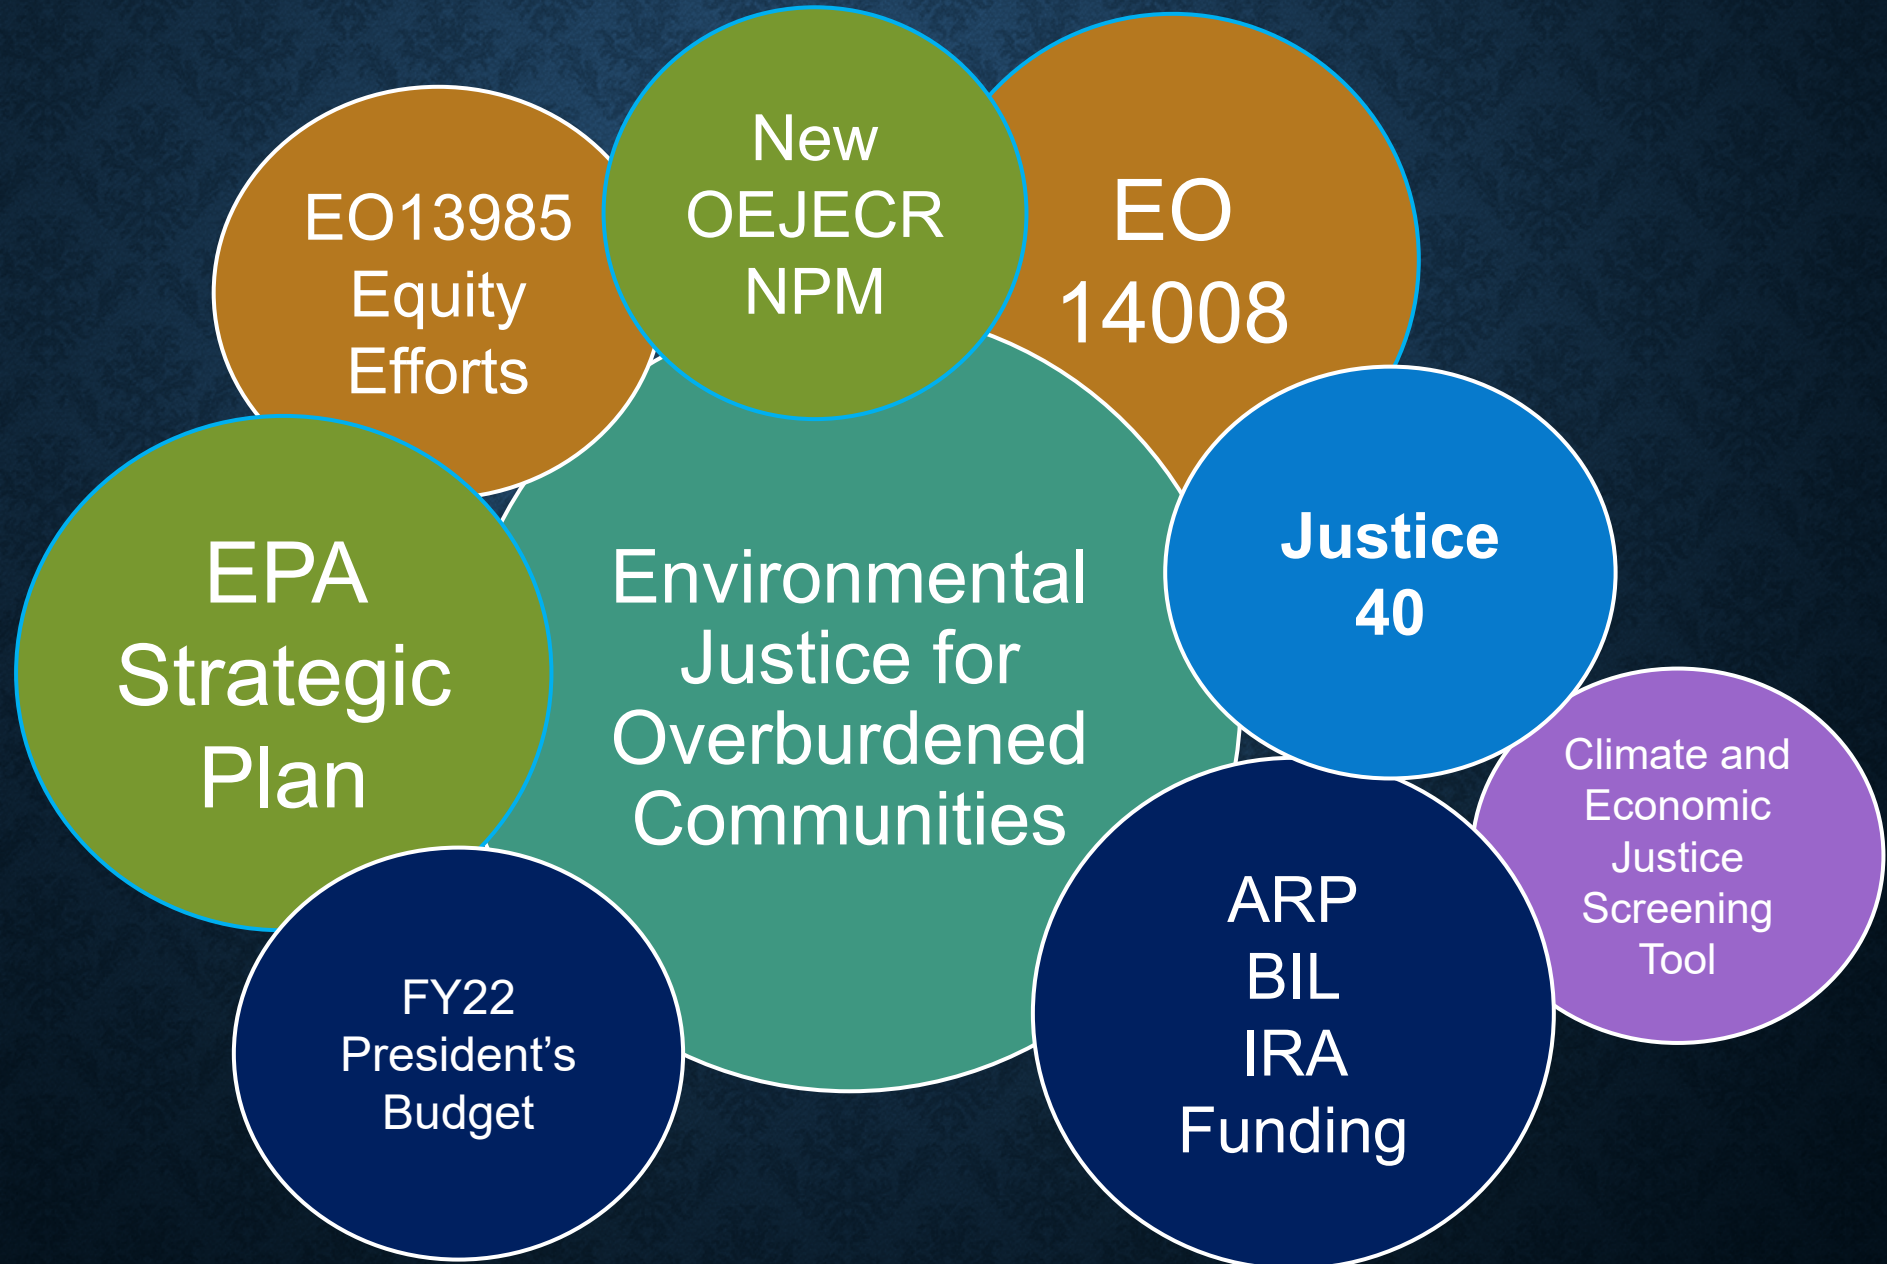 New
OEJECR
NPM
EO
14008
EO13985
Equity
Efforts
Justice
40
EPA
Strategic
Plan
Environmental
Justice for
Overburdened
Communities
Climate and
Economic
Justice
Screening
Tool
ARP
BIL
IRA
Funding
FY22
President’s
Budget